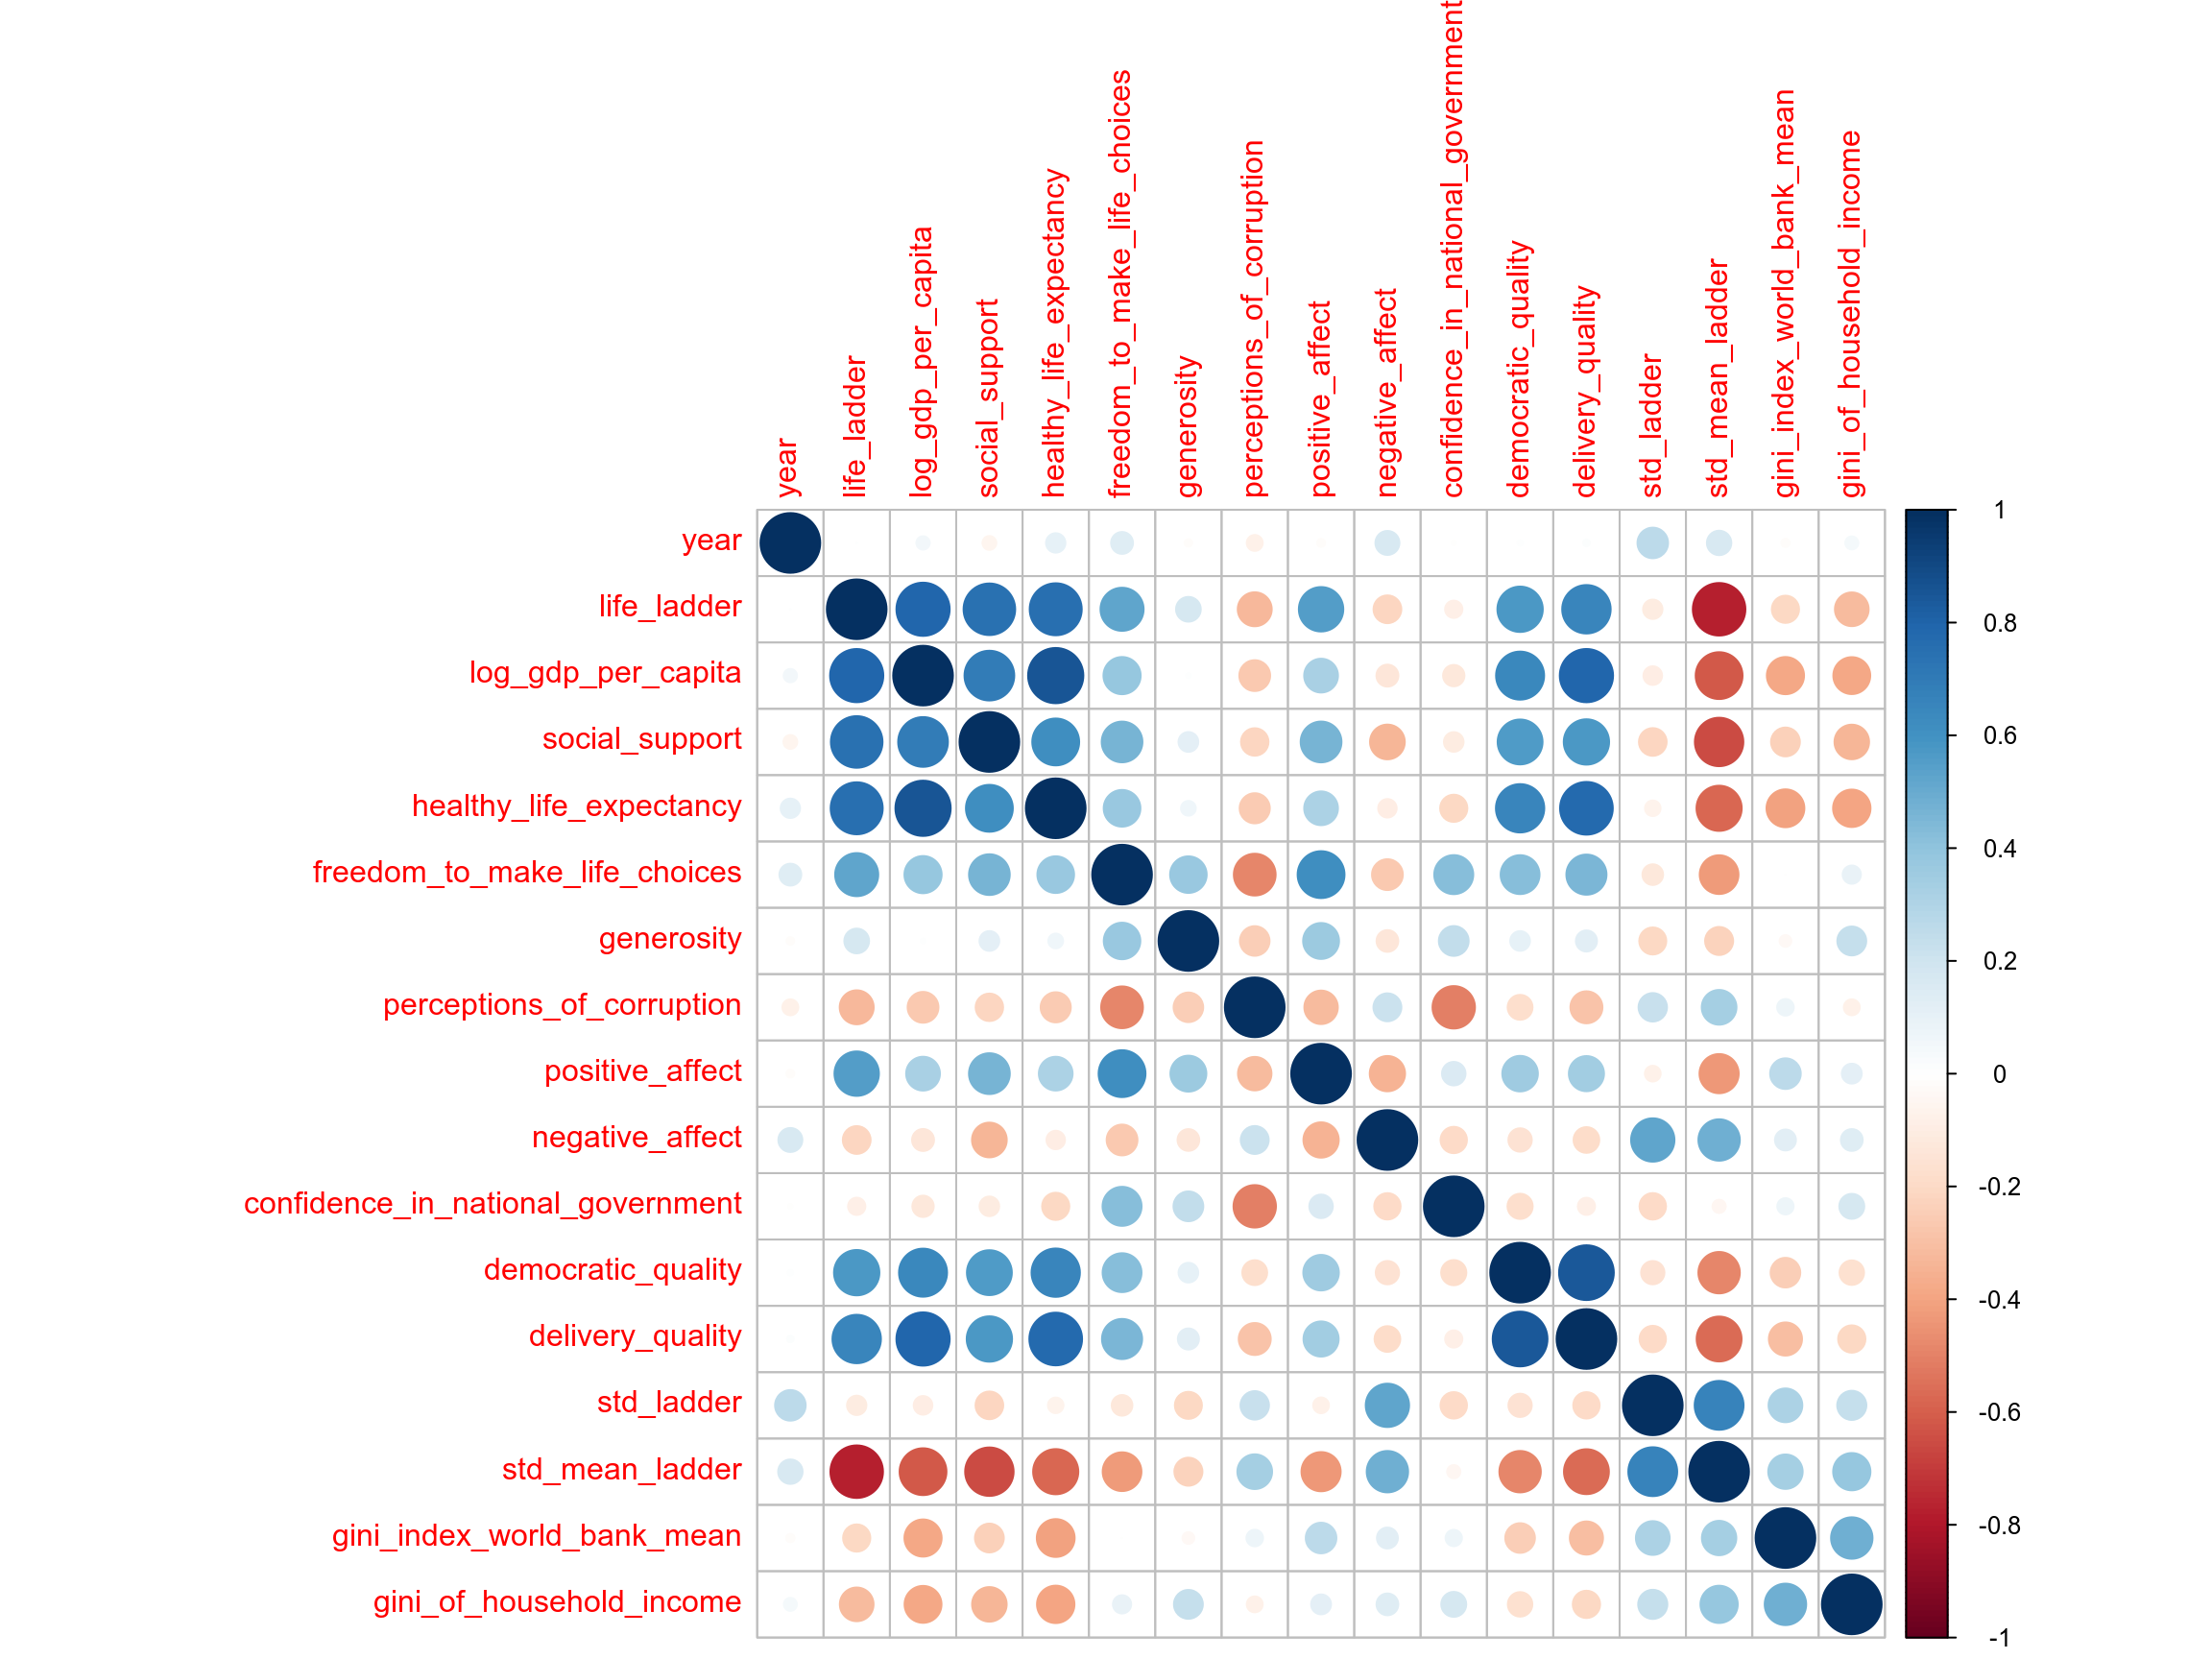 year
life_ladder
log_gdp_per_capita
social_support
healthy_life_expectancy
freedom_to_make_life_choices
generosity
perceptions_of_corruption
positive_affect
negative_affect
confidence_in_national_government
democratic_quality
delivery_quality
std_ladder
std_mean_ladder
gini_index_world_bank_mean
gini_of_household_income
year
life_ladder
log_gdp_per_capita
social_support
healthy_life_expectancy
freedom_to_make_life_choices
generosity
perceptions_of_corruption
positive_affect
negative_affect
confidence_in_national_government
democratic_quality
delivery_quality
std_ladder
std_mean_ladder
gini_index_world_bank_mean
gini_of_household_income
1
0.8
0.6
0.4
0.2
0
-0.2
-0.4
-0.6
-0.8
-1